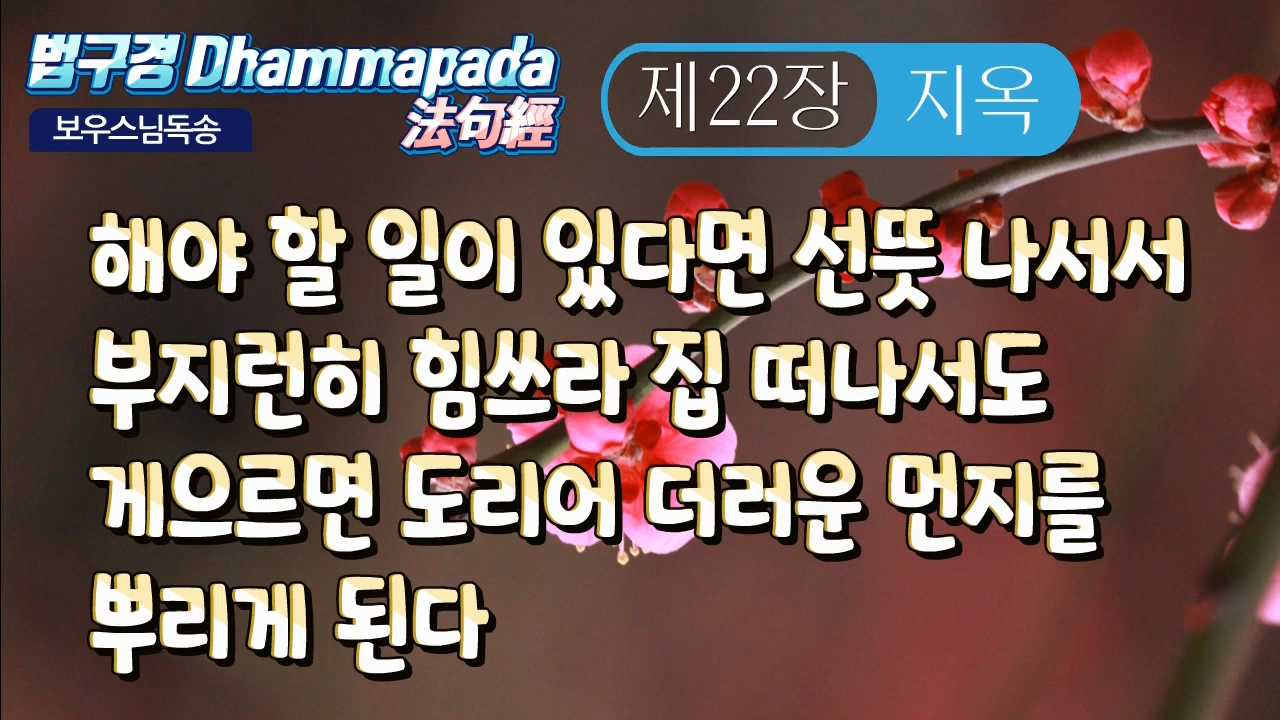 법구경 Dhammapada
法句經
보우스님독송
제22장 지옥
해야 할 일이 있다면 선뜻 나서서
부지런히 힘쓰라 집 떠나서도
게으르면 도리어 더러운 먼지를
뿌리게 된다